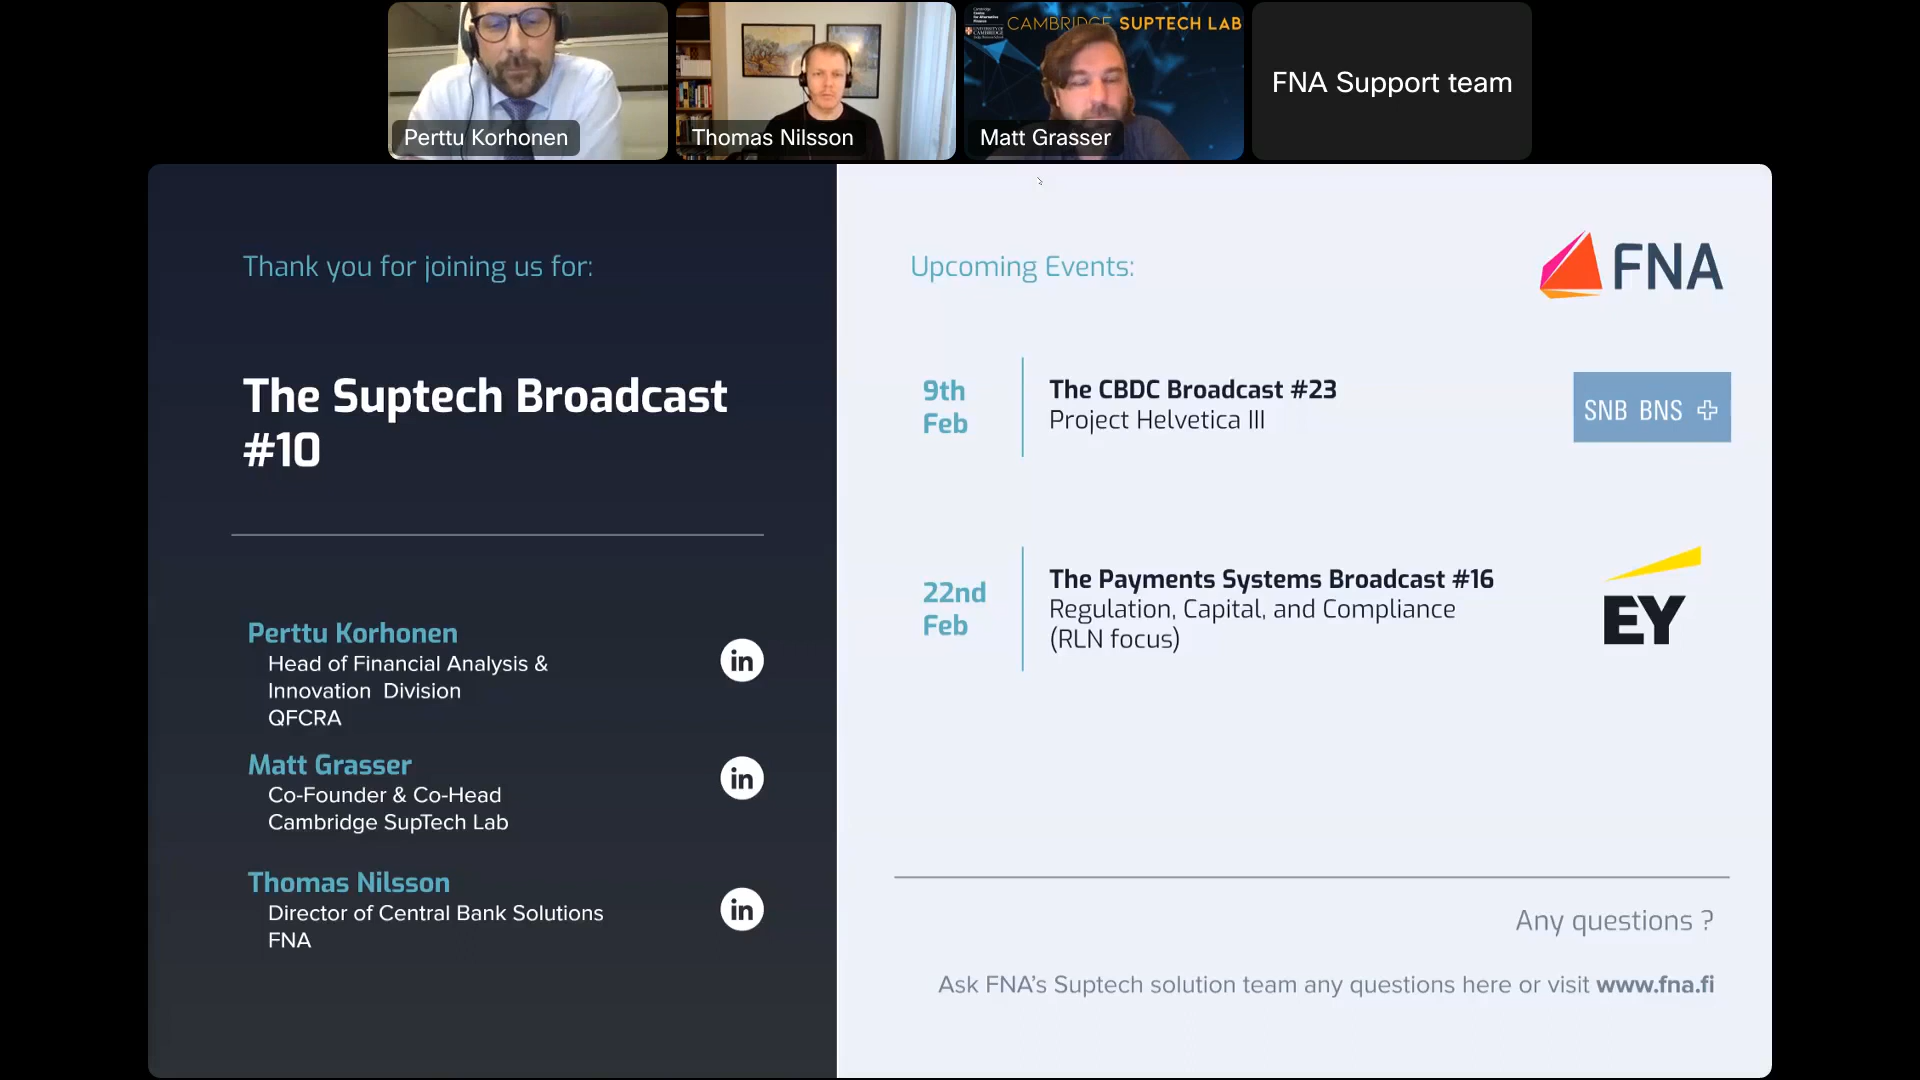 CAMBRIDGE SUPTECH LAB
Perttu Korhonen
Thomas Nilsson
Matt Grasser
FNA Support team
Thank you for joining us for:
The Suptech Broadcast
#10
Perttu Korhonen
Head of Financial Analysis &
Innovation Division
QFCRA
in
Matt Grasser
Co-Founder & Co-Head
Cambridge SupTech Lab
in
Thomas Nilsson
Director of Central Bank Solutions
FNA
in
Upcoming Events:
FNA
9th
Feb
The CBDC Broadcast #23
Project Helvetica III
SNB BNS
22nd
Feb
The Payments Systems Broadcast #16
Regulation, Capital, and Compliance
(RLN focus)
EY
Any questions ?
Ask FNA's Suptech solution team any questions here or visit www.fna.fi